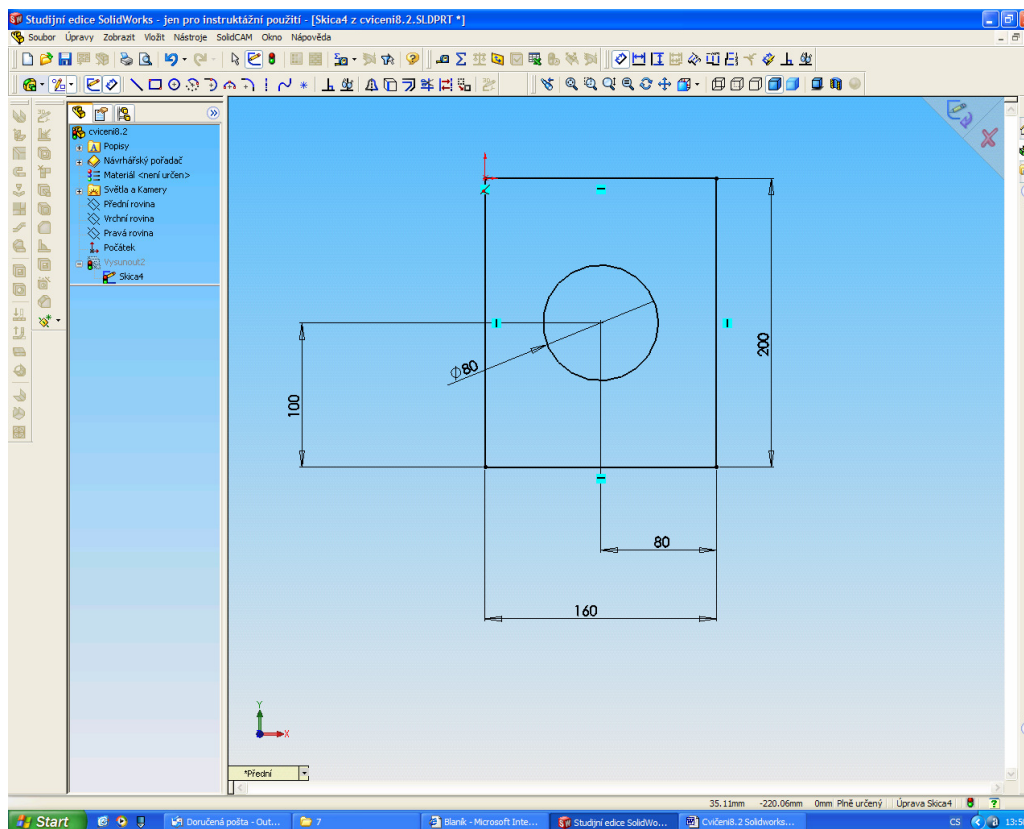 Studijní edice SolidWorks - jen pro instruktážní použití - [Skica4 z cviceni8.2.SLDPRT *]
Soubor Úpravy Zobrazit Vložit Nástroje SolidCAM Okno Nápověda
cviceni8.2
Popisy
Návrhářský pořadač
Materiál <není určen>
Světla a Kamery
Přední rovina
Vrchní rovina
Pravá rovina
Počátek
Vysunout2
Skica4
200
Ø80
100
80
160
Y
X
*Přední
35.11mm -220.06mm 0mm Plně určený Úprava Skica4
Start Doručená pošta - Out... 7 Blaník - Microsoft Inte... Studijní edice SolidWo... Cvičení8.2 Solidworks... CS